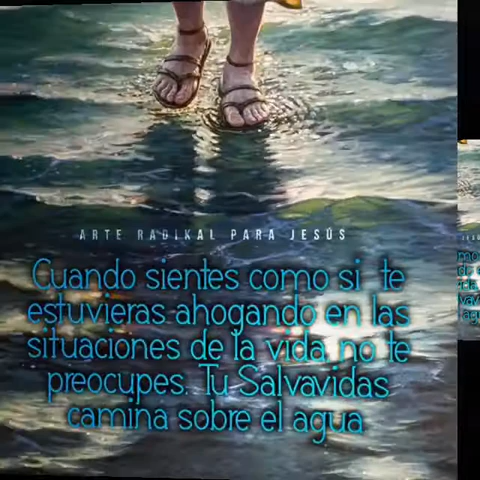 ARTE RADIKAL PARA JESÚS
Cuando sientes como si te
estuvieras ahogando en las
situaciones de la vida, no te
preocupes. Tu Salvavidas
camina sobre el agua